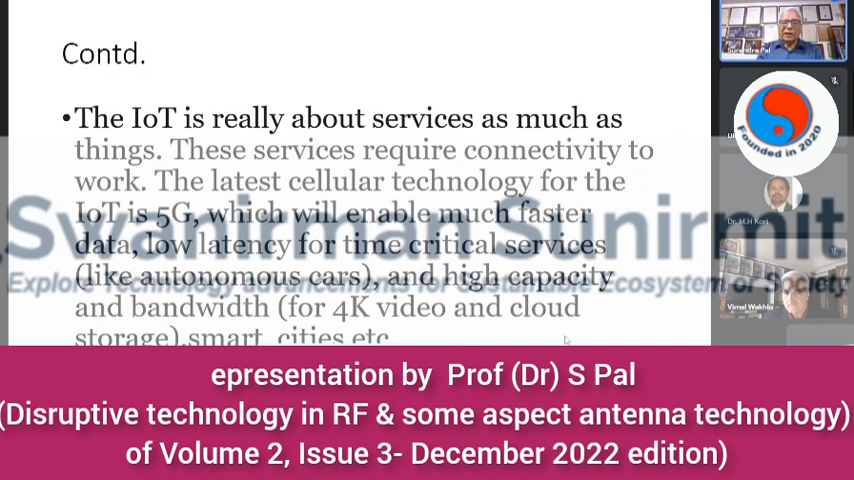 Contd.
•The IoT is really about services as much as
things. These services require connectivity to
work. The latest cellular technology for the
IoT is 5G, which will enable much faster
data, low latency for time critical services
(like autonomous cars), and high capacity
and bandwidth (for 4K video and cloud
storage),smart cities etc
Swanirman Sunirmit
Explore Technology advancements for Sustainable Ecosystem or Society
Surendra Pal
Founded in 2020
Dr. M.H Kori
Vimal Wakhlu
epresentation by Prof (Dr) S Pal
(Disruptive technology in RF & some aspect antenna technology)
of Volume 2, Issue 3- December 2022 edition)